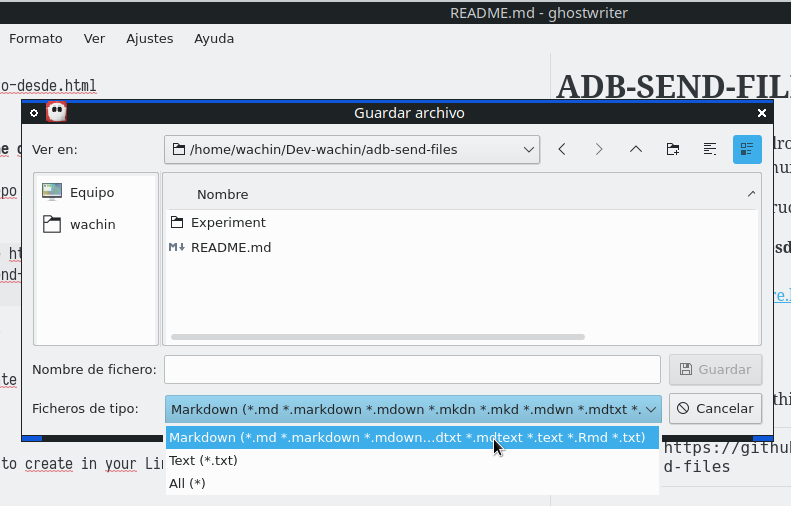 README.md - ghostwriter
Formato Ver Ajustes Ayuda
o-desde.html
ADB-SEND-FIL
Guardar archivo
Ver en: /home/wachin/Dev-wachin/adb-send-files
Equipo
wachin
Nombre
Experiment
README.md
Nombre de fichero: Guardar
Ficheros de tipo: Markdown (*.md *.markdown *.mdown *.mkdn *.mkd *.mdwn *.mdtxt *. Cancelar
Markdown (*.md *.markdown *.mdown...dtxt *.mdtext *.text *.Rmd *.txt)
Text (*.txt)
All (*)
to create in your Lin
https://github
d-files